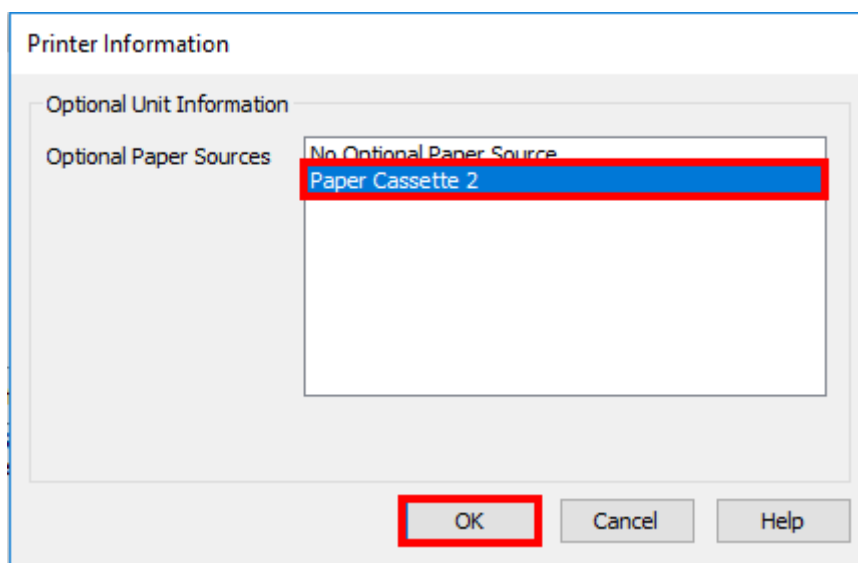 Printer Information
Optional Unit Information
Optional Paper Sources
No Optional Paper Source
Paper Cassette 2
OK
Cancel
Help